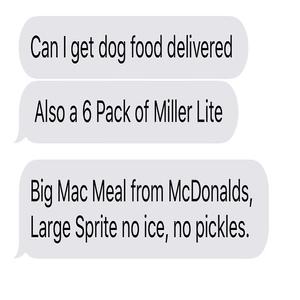 Can I get dog food delivered
Also a 6 Pack of Miller Lite
Big Mac Meal from McDonalds,
Large Sprite no ice, no pickles.